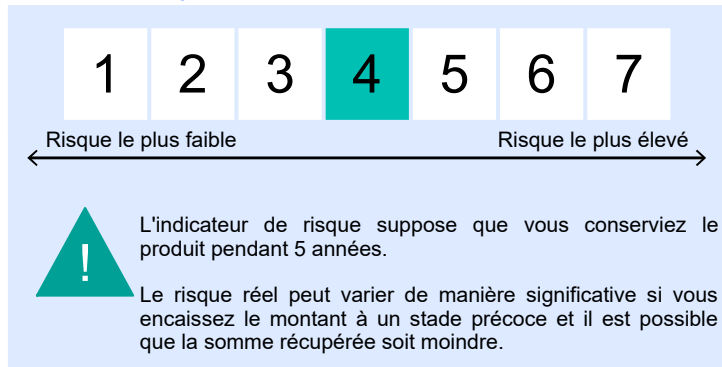 1 2 3 4 5 6 7
Risque le plus faible Risque le plus élevé
!
L'indicateur de risque suppose que vous conserviez le
produit pendant 5 années.
Le risque réel peut varier de manière significative si vous
encaissez le montant à un stade précoce et il est possible
que la somme récupérée soit moindre.